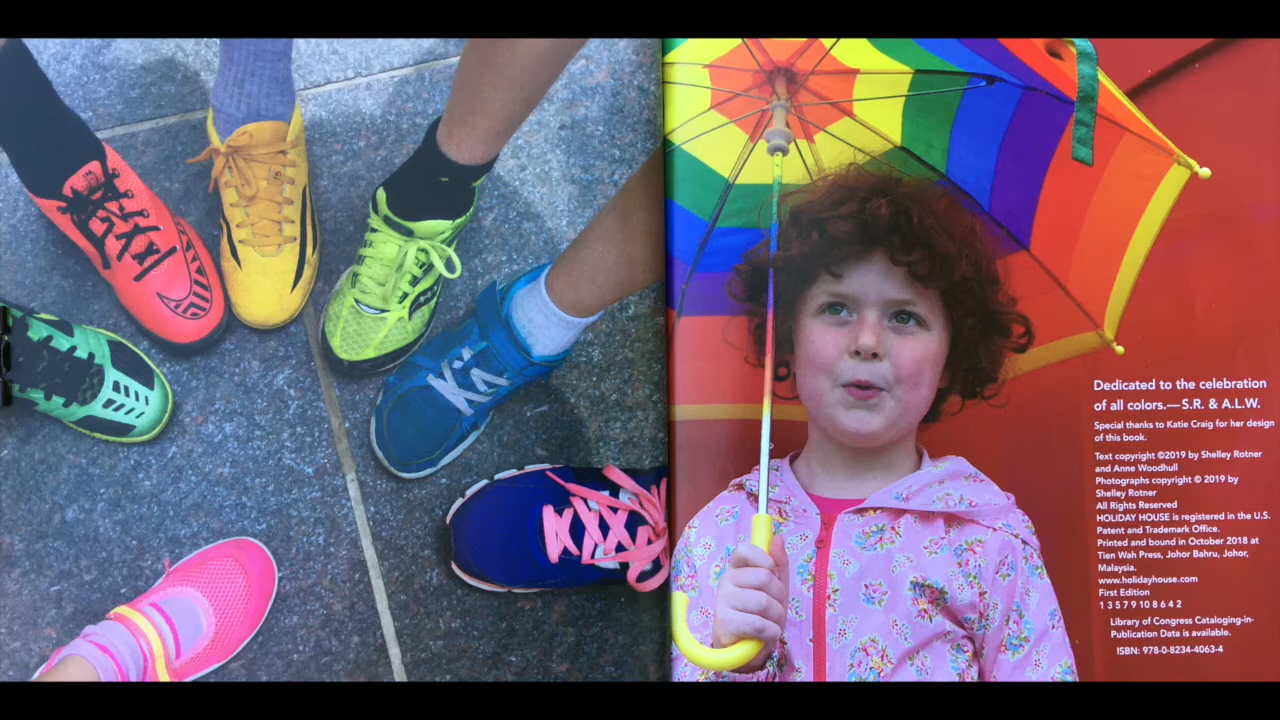 Dedicated to the celebration
of all colors.—S.R. & A.L.W.
Special thanks to Katie Craig for her design
of this book.
Text copyright ©2019 by Shelley Rotner
and Anne Woodhull
Photographs copyright © 2019 by
Shelley Rotner
All Rights Reserved
HOLIDAY HOUSE is registered in the U.S.
Patent and Trademark Office.
Printed and bound in October 2018 at
Tien Wah Press, Johor Bahru, Johor,
Malaysia.
www.holidayhouse.com
First Edition
1 3 5 7 9 10 8 6 4 2
Library of Congress Cataloging-in-
Publication Data is available.
ISBN: 978-0-8234-4063-4